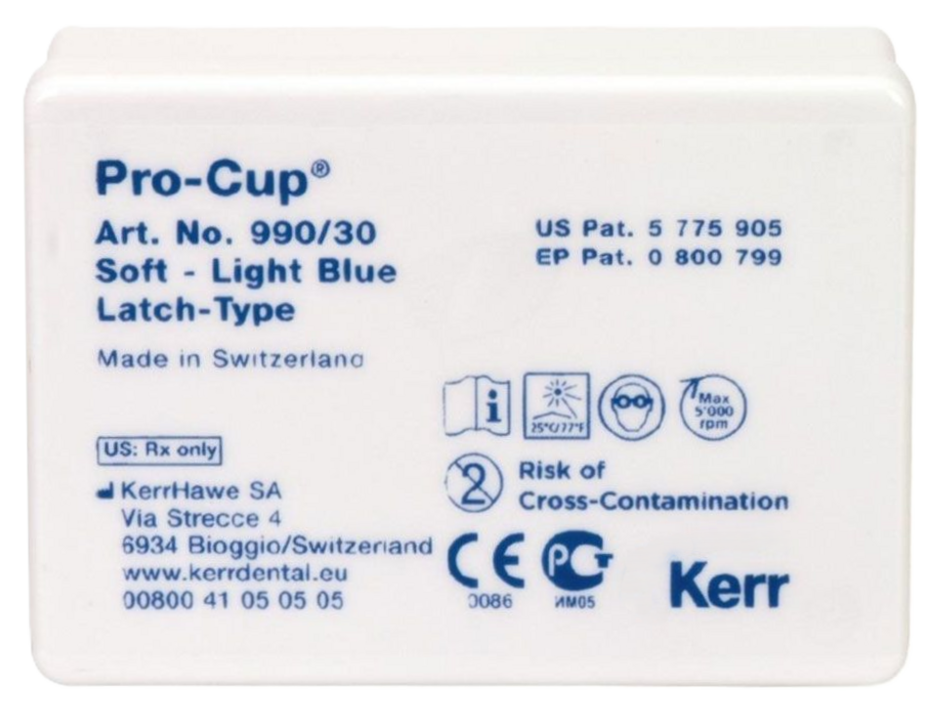 Pro-Cup®
Art. No. 990/30
Soft - Light Blue
Latch-Type
Made in Switzerland
US Pat. 5 775 905
EP Pat. 0 800 799
i
25°C/77°F
Max
5'000
rpm
US: Rx only
2
Risk of
Cross-Contamination
KerrHawe SA
Via Strecce 4
6934 Bioggio/Switzerland
www.kerrdental.eu
00800 41 05 05 05
CE
0086
РСТ
ИМ05
Kerr